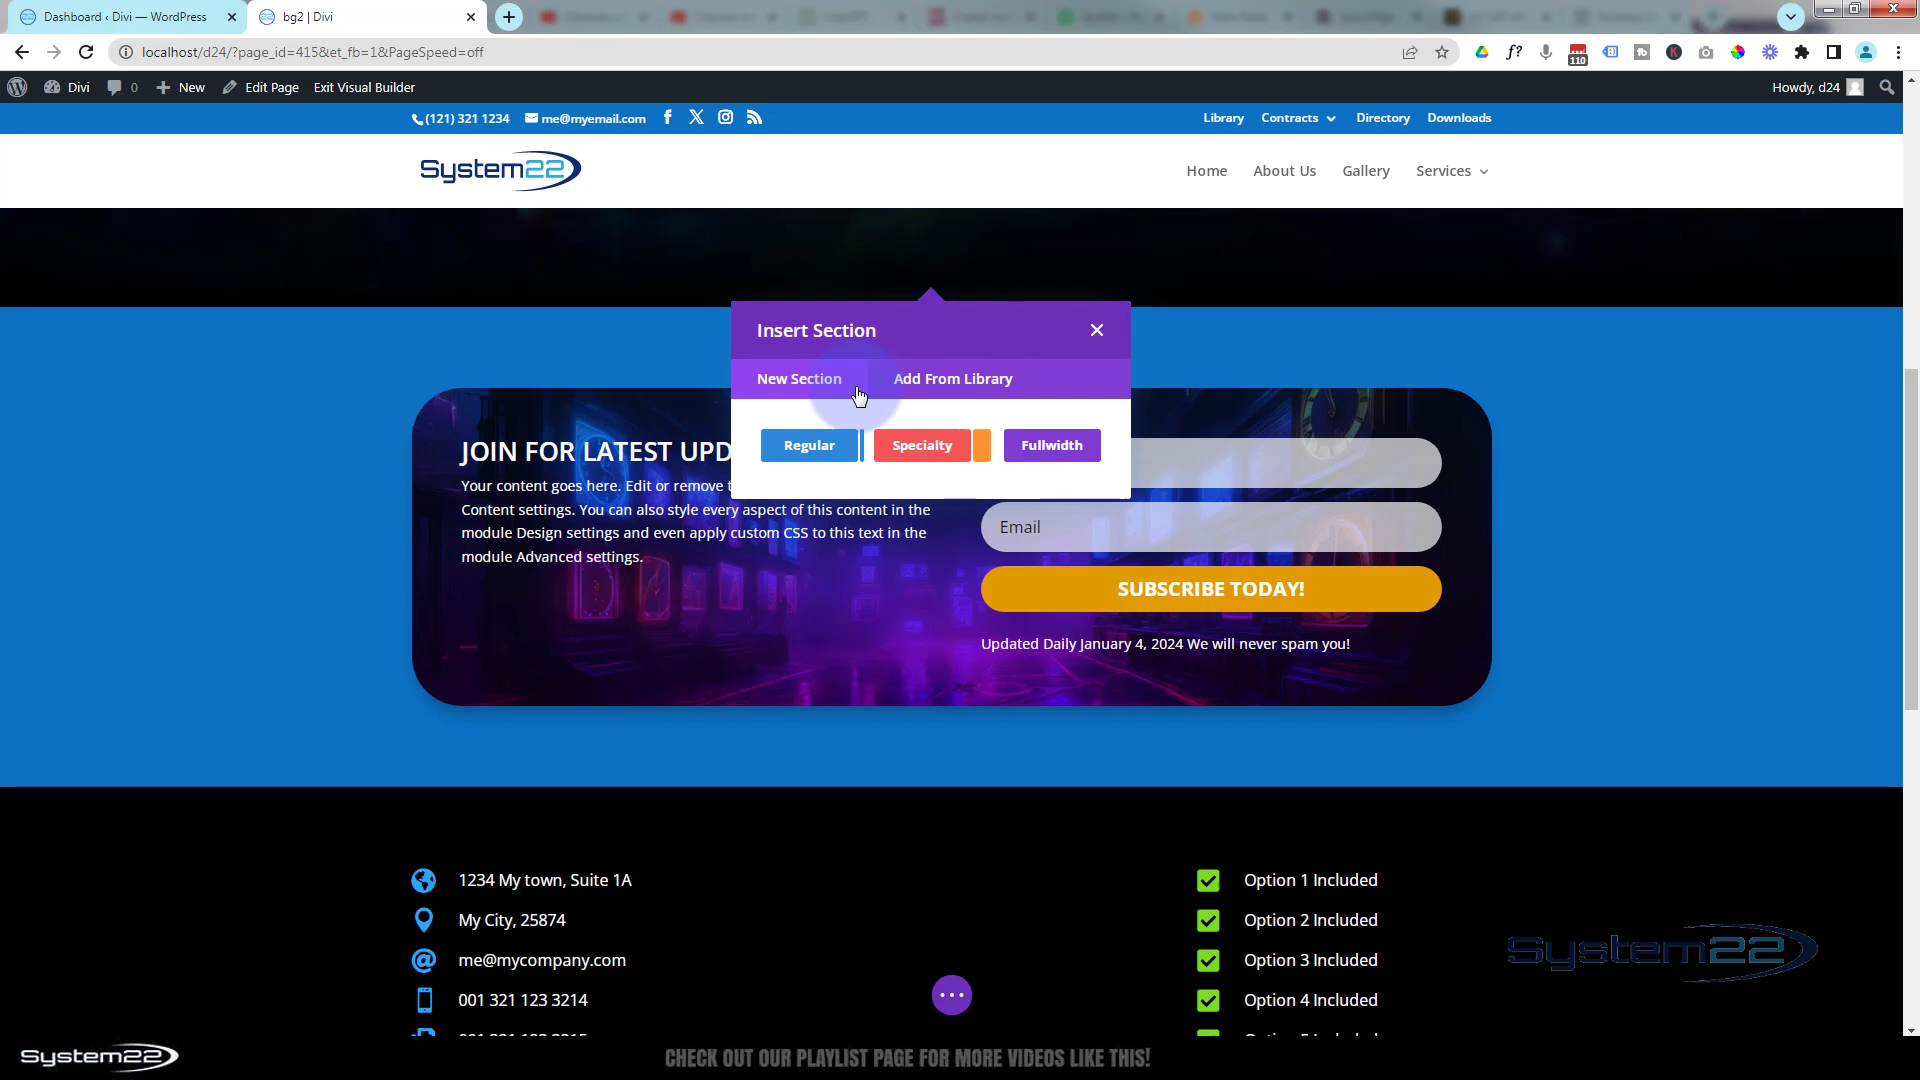 Dashboard ‹ Divi — WordPress
bg2 | Divi
localhost/d24/?page_id=415&et_fb=1&PageSpeed=off
110
Divi
0
New
Edit Page
Exit Visual Builder
Howdy, d24
(121) 321 1234
me@myemail.com
Library
Contracts
Directory
Downloads
System22
Home
About Us
Gallery
Services
Insert Section
New Section
Add From Library
Regular
Specialty
Fullwidth
JOIN FOR LATEST UPD
Your content goes here. Edit or remove
Content settings. You can also style every aspect of this content in the
module Design settings and even apply custom CSS to this text in the
module Advanced settings.
Email
SUBSCRIBE TODAY!
Updated Daily January 4, 2024 We will never spam you!
1234 My town, Suite 1A
My City, 25874
me@mycompany.com
001 321 123 3214
Option 1 Included
Option 2 Included
Option 3 Included
Option 4 Included
System22
System22
CHECK OUT OUR PLAYLIST PAGE FOR MORE VIDEOS LIKE THIS!